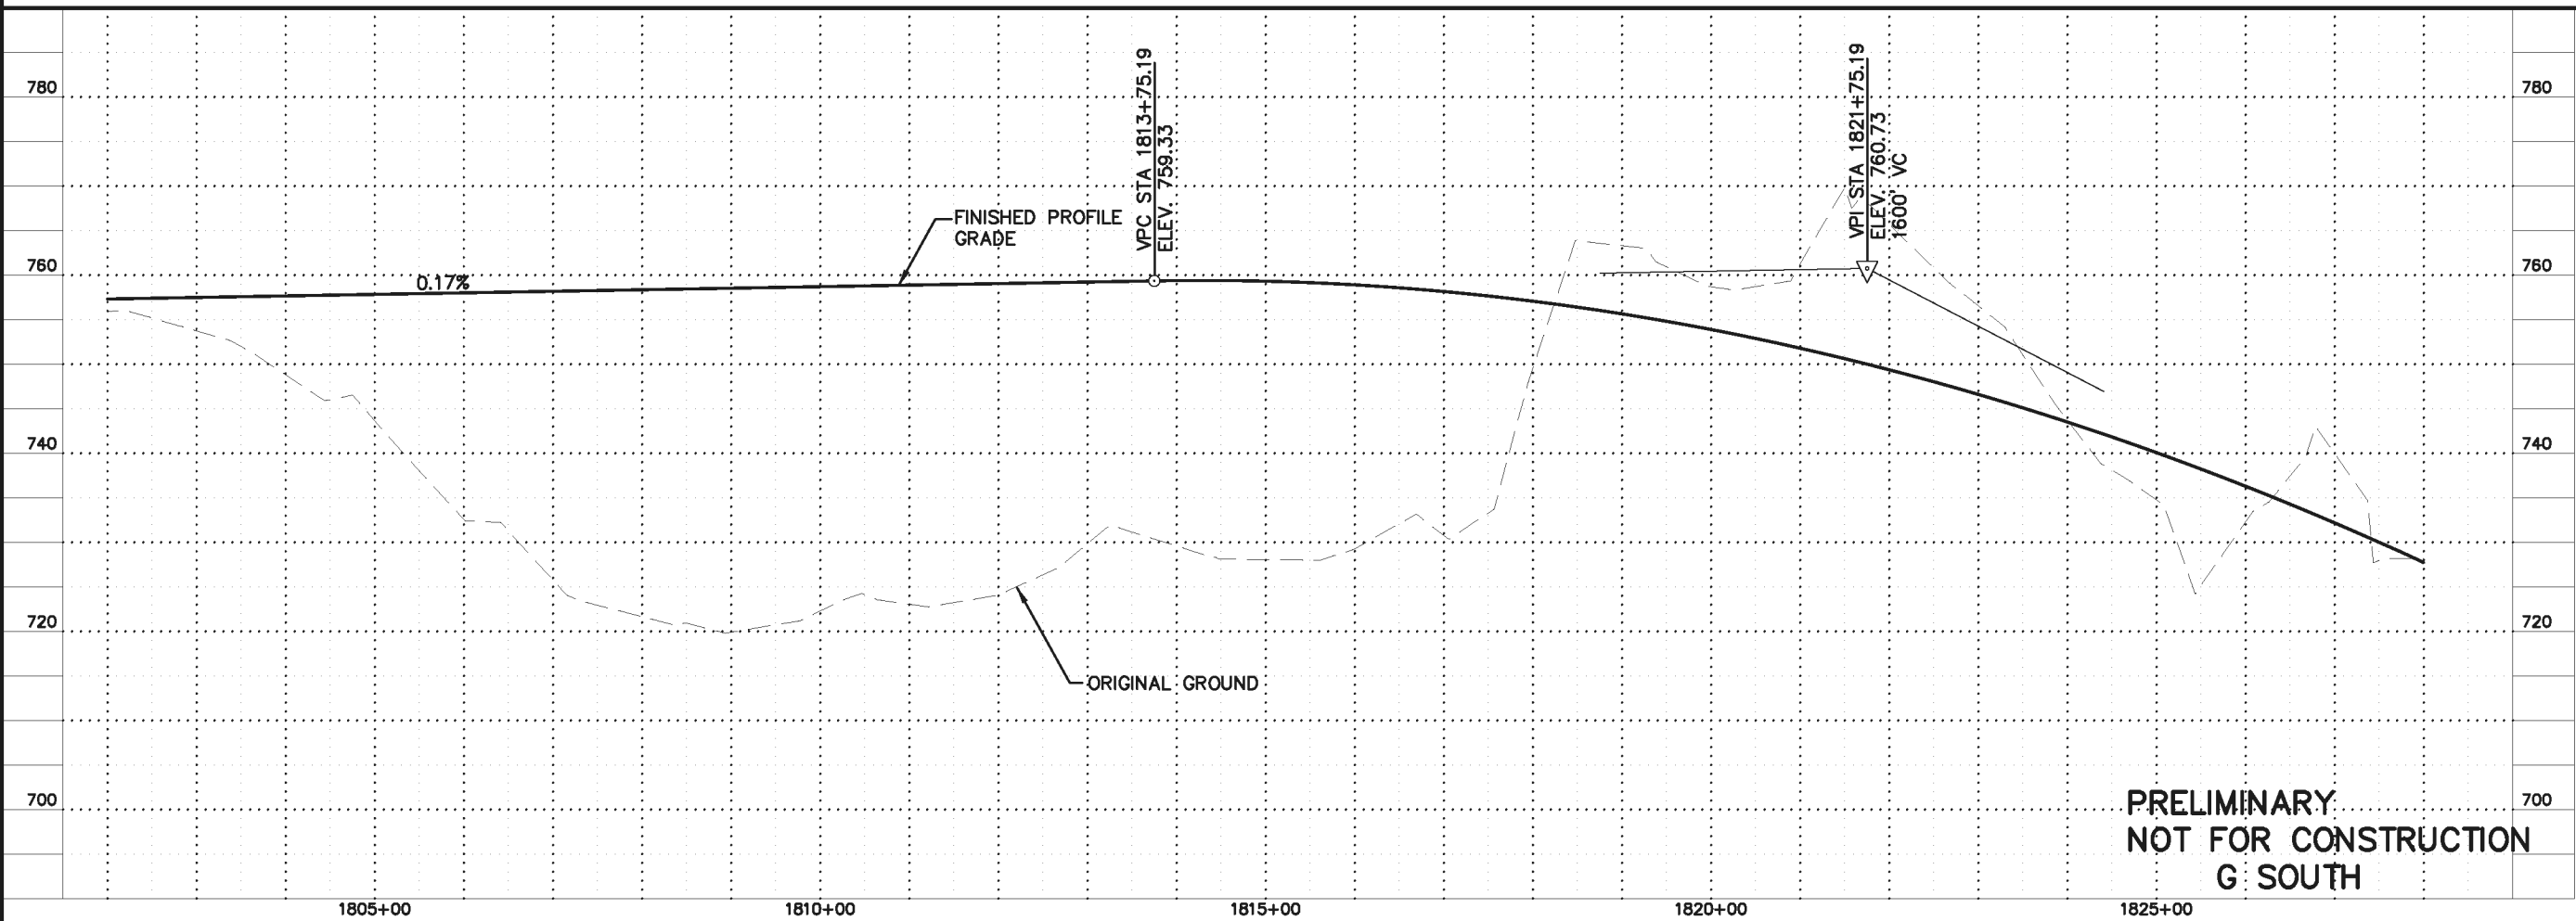 VPC STA 1813+75.19
ELEV. 759.33
VPI STA 1821+75.19
ELEV. 760.73
1600' VC
780
780
FINISHED PROFILE
GRADE
760
0.17%
760
740
740
720
720
ORIGINAL GROUND
700
700
PRELIMINARY
NOT FOR CONSTRUCTION
G SOUTH
1805+00
1810+00
1815+00
1820+00
1825+00